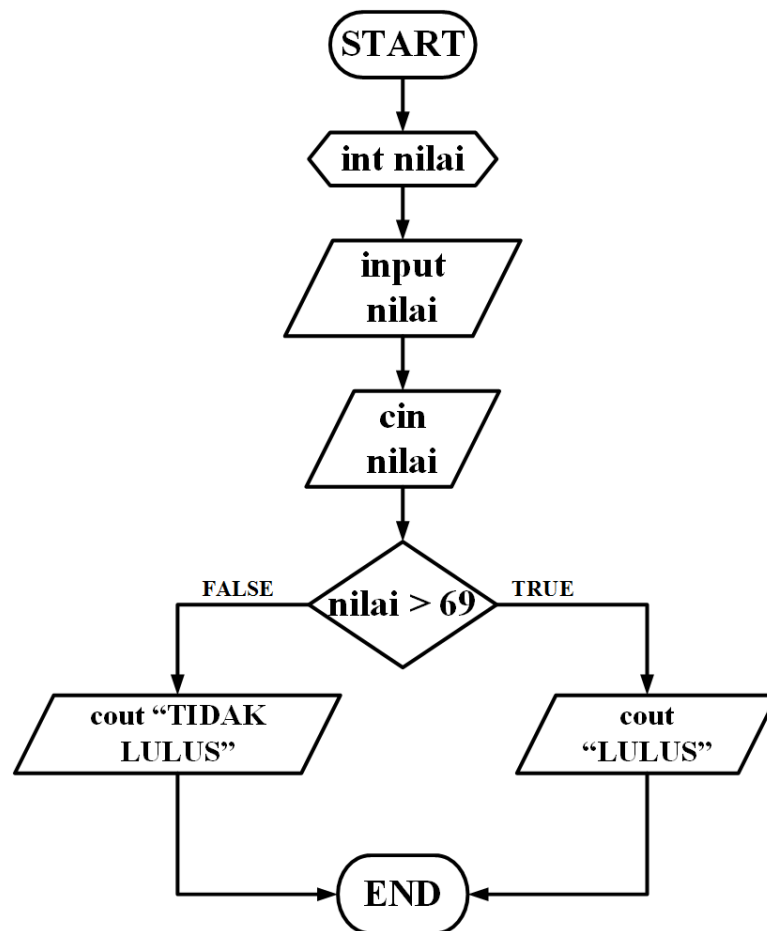 START
int nilai
input
nilai
cin
nilai
nilai > 69
FALSE
TRUE
cout “TIDAK
LULUS”
cout
“LULUS”
END